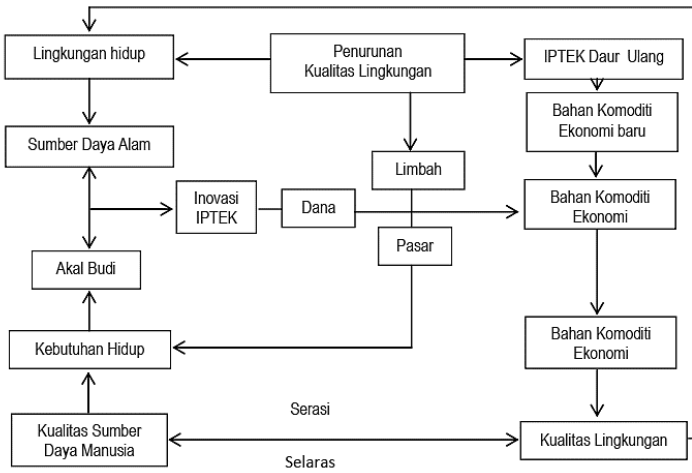 Lingkungan hidup
Penurunan
Kualitas Lingkungan
IPTEK Daur Ulang
Bahan Komoditi
Ekonomi baru
Sumber Daya Alam
Limbah
Inovasi
IPTEK
Dana
Bahan Komoditi
Ekonomi
Pasar
Akal Budi
Kebutuhan Hidup
Bahan Komoditi
Ekonomi
Serasi
Kualitas Sumber
Daya Manusia
Kualitas Lingkungan
Selaras